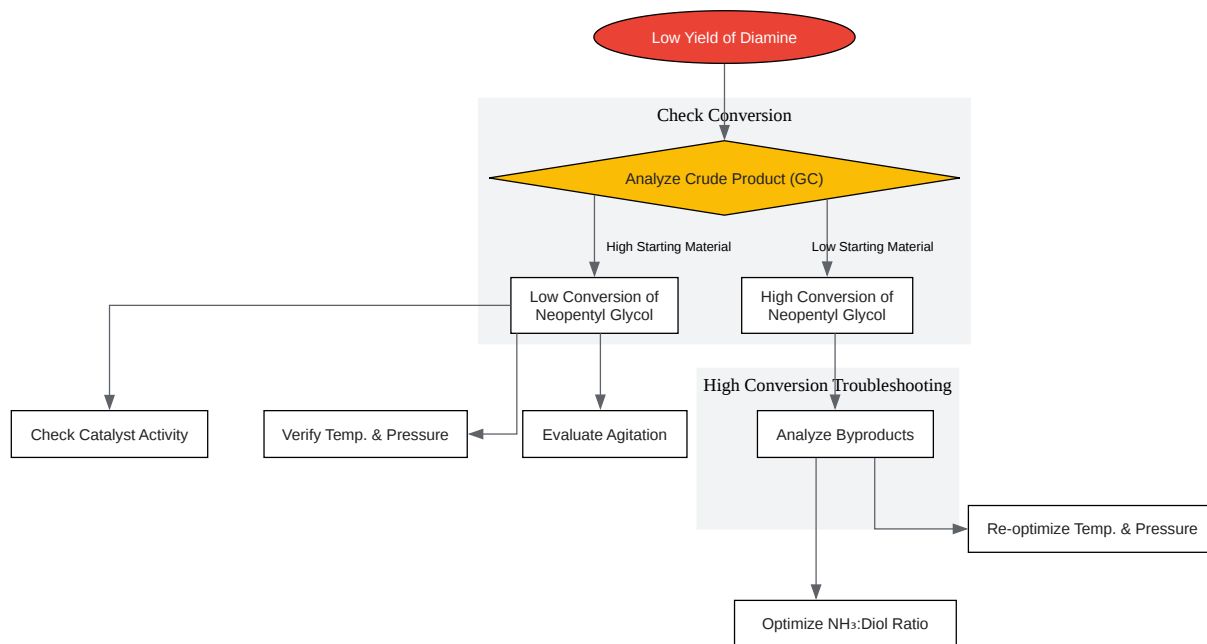 Low Yield of Diamine
Check Conversion
Analyze Crude Product (GC)
High Starting Material
Low Starting Material
Low Conversion of
Neopentyl Glycol
High Conversion of
Neopentyl Glycol
High Conversion Troubleshooting
Check Catalyst Activity
Verify Temp. & Pressure
Evaluate Agitation
Analyze Byproducts
Re-optimize Temp. & Pressure
Optimize NH₃:Diol Ratio